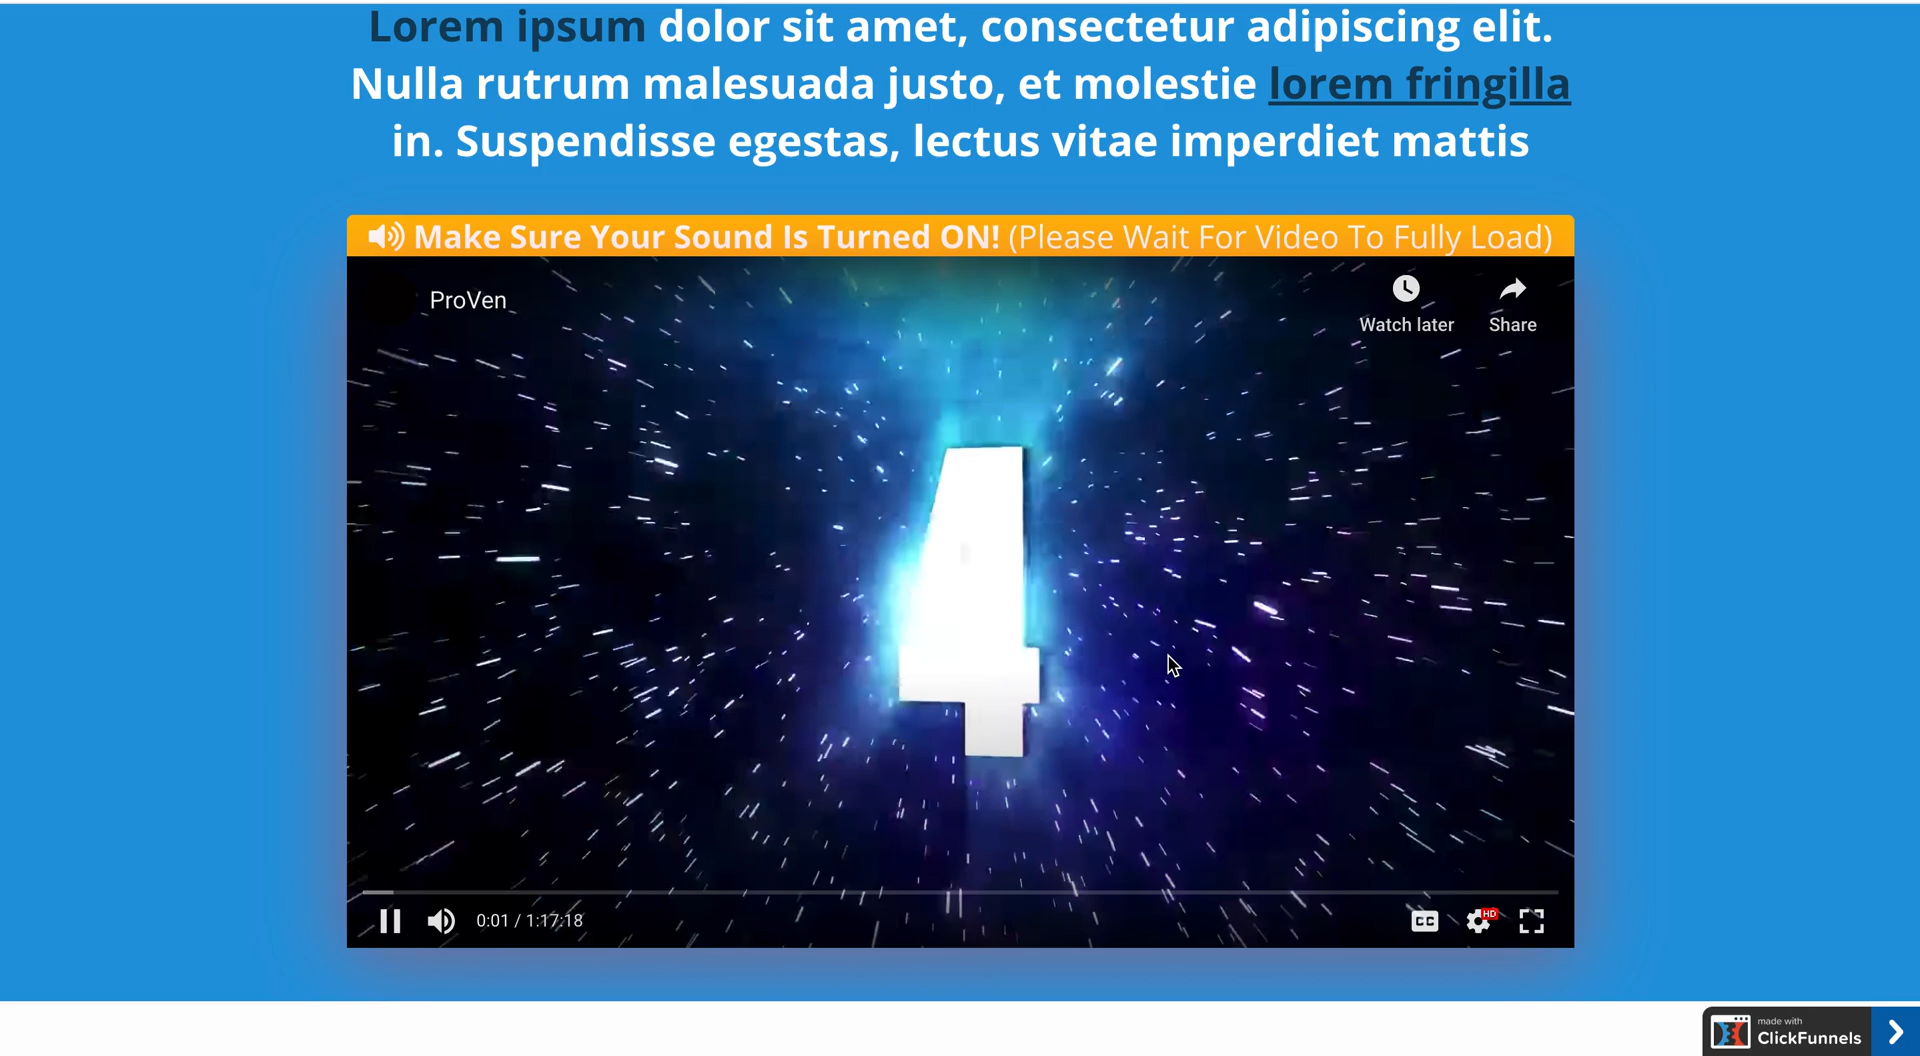 Lorem ipsum dolor sit amet, consectetur adipiscing elit.
Nulla rutrum malesuada justo, et molestie lorem fringilla
in. Suspendisse egestas, lectus vitae imperdiet mattis
Make Sure Your Sound Is Turned ON! (Please Wait For Video To Fully Load)
ProVen
Watch later
Share
4
0:01 / 1:17:18
CC
HD
made with
ClickFunnels